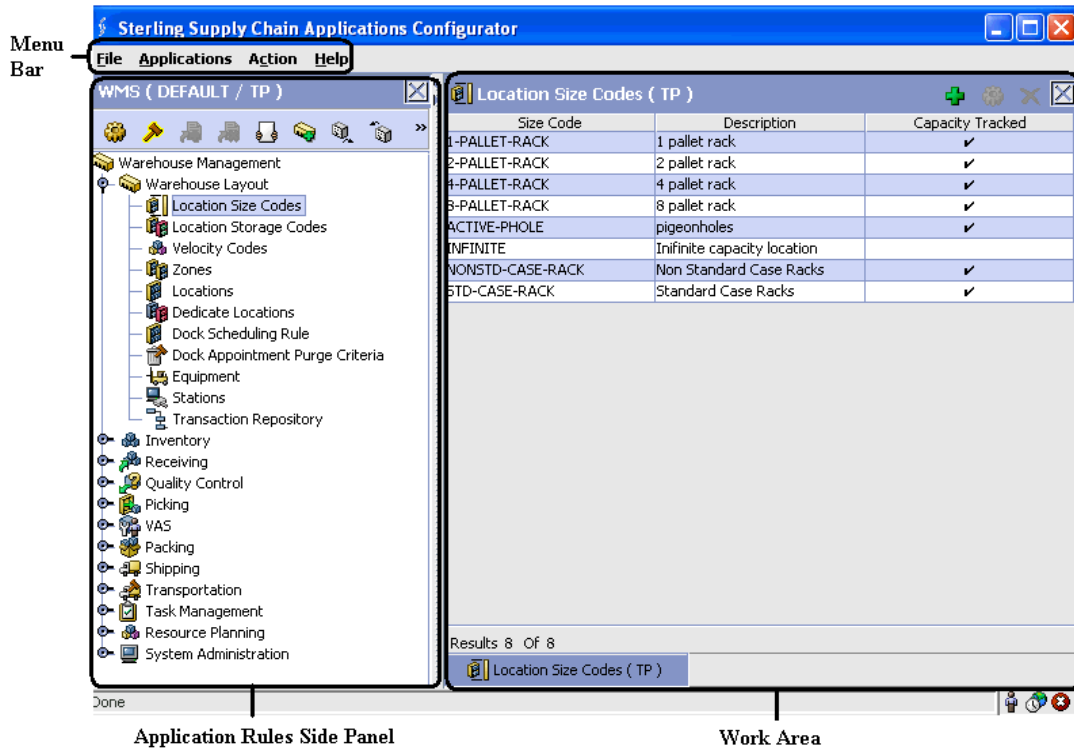 Sterling Supply Chain Applications Configurator
Menu
Bar
File Applications Action Help
WMS ( DEFAULT / TP )
»
Warehouse Management
Warehouse Layout
Location Size Codes
Location Storage Codes
Velocity Codes
Zones
Locations
Dedicate Locations
Dock Scheduling Rule
Dock Appointment Purge Criteria
Equipment
Stations
Transaction Repository
Inventory
Receiving
Quality Control
Picking
VAS
Packing
Shipping
Transportation
Task Management
Resource Planning
System Administration
Location Size Codes ( TP )
Size Code Description Capacity Tracked
1-PALLET-RACK 1 pallet rack ✔
2-PALLET-RACK 2 pallet rack ✔
4-PALLET-RACK 4 pallet rack ✔
8-PALLET-RACK 8 pallet rack ✔
ACTIVE-PHOLE pigeonholes ✔
INFINITE Inifinite capacity location
NONSTD-CASE-RACK Non Standard Case Racks ✔
STD-CASE-RACK Standard Case Racks ✔
Results 8 Of 8
Location Size Codes ( TP )
Done
Application Rules Side Panel
Work Area